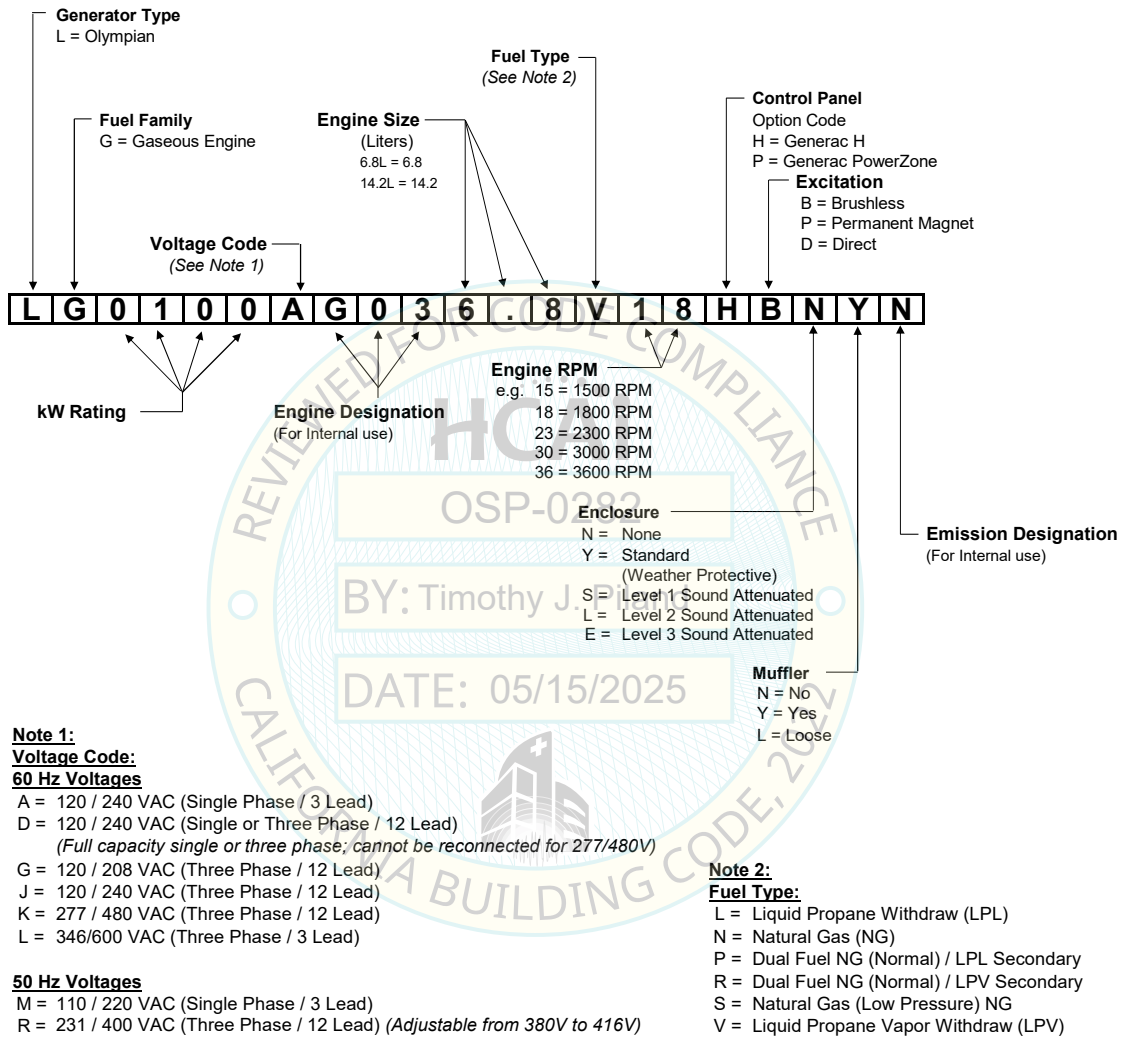 Generator Type
L = Olympian
Fuel Type
(See Note 2)
Fuel Family
G = Gaseous Engine
Engine Size
(Liters)
6.8L = 6.8
14.2L = 14.2
Control Panel
Option Code
H = Generac H
P = Generac PowerZone
Excitation
B = Brushless
P = Permanent Magnet
D = Direct
Voltage Code
(See Note 1)
L G 0 1 0 0 A G 0 3 6 . 8 V 1 8 H B N Y N
kW Rating
Engine Designation
(For Internal use)
Engine RPM
e.g. 15 = 1500 RPM
18 = 1800 RPM
23 = 2300 RPM
30 = 3000 RPM
36 = 3600 RPM
Enclosure
N = None
Y = Standard
(Weather Protective)
S = Level 1 Sound Attenuated
L = Level 2 Sound Attenuated
E = Level 3 Sound Attenuated
Emission Designation
(For Internal use)
Muffler
N = No
Y = Yes
L = Loose
REVIEWED FOR CODE COMPLIANCE
HCAI
OSP-0282
BY: Timothy J. Piland
DATE: 05/15/2025
CALIFORNIA BUILDING CODE, 2022
Note 1:
Voltage Code:
60 Hz Voltages
A = 120 / 240 VAC (Single Phase / 3 Lead)
D = 120 / 240 VAC (Single or Three Phase / 12 Lead)
(Full capacity single or three phase; cannot be reconnected for 277/480V)
G = 120 / 208 VAC (Three Phase / 12 Lead)
J = 120 / 240 VAC (Three Phase / 12 Lead)
K = 277 / 480 VAC (Three Phase / 12 Lead)
L = 346/600 VAC (Three Phase / 3 Lead)
50 Hz Voltages
M = 110 / 220 VAC (Single Phase / 3 Lead)
R = 231 / 400 VAC (Three Phase / 12 Lead) (Adjustable from 380V to 416V)
Note 2:
Fuel Type:
L = Liquid Propane Withdraw (LPL)
N = Natural Gas (NG)
P = Dual Fuel NG (Normal) / LPL Secondary
R = Dual Fuel NG (Normal) / LPV Secondary
S = Natural Gas (Low Pressure) NG
V = Liquid Propane Vapor Withdraw (LPV)